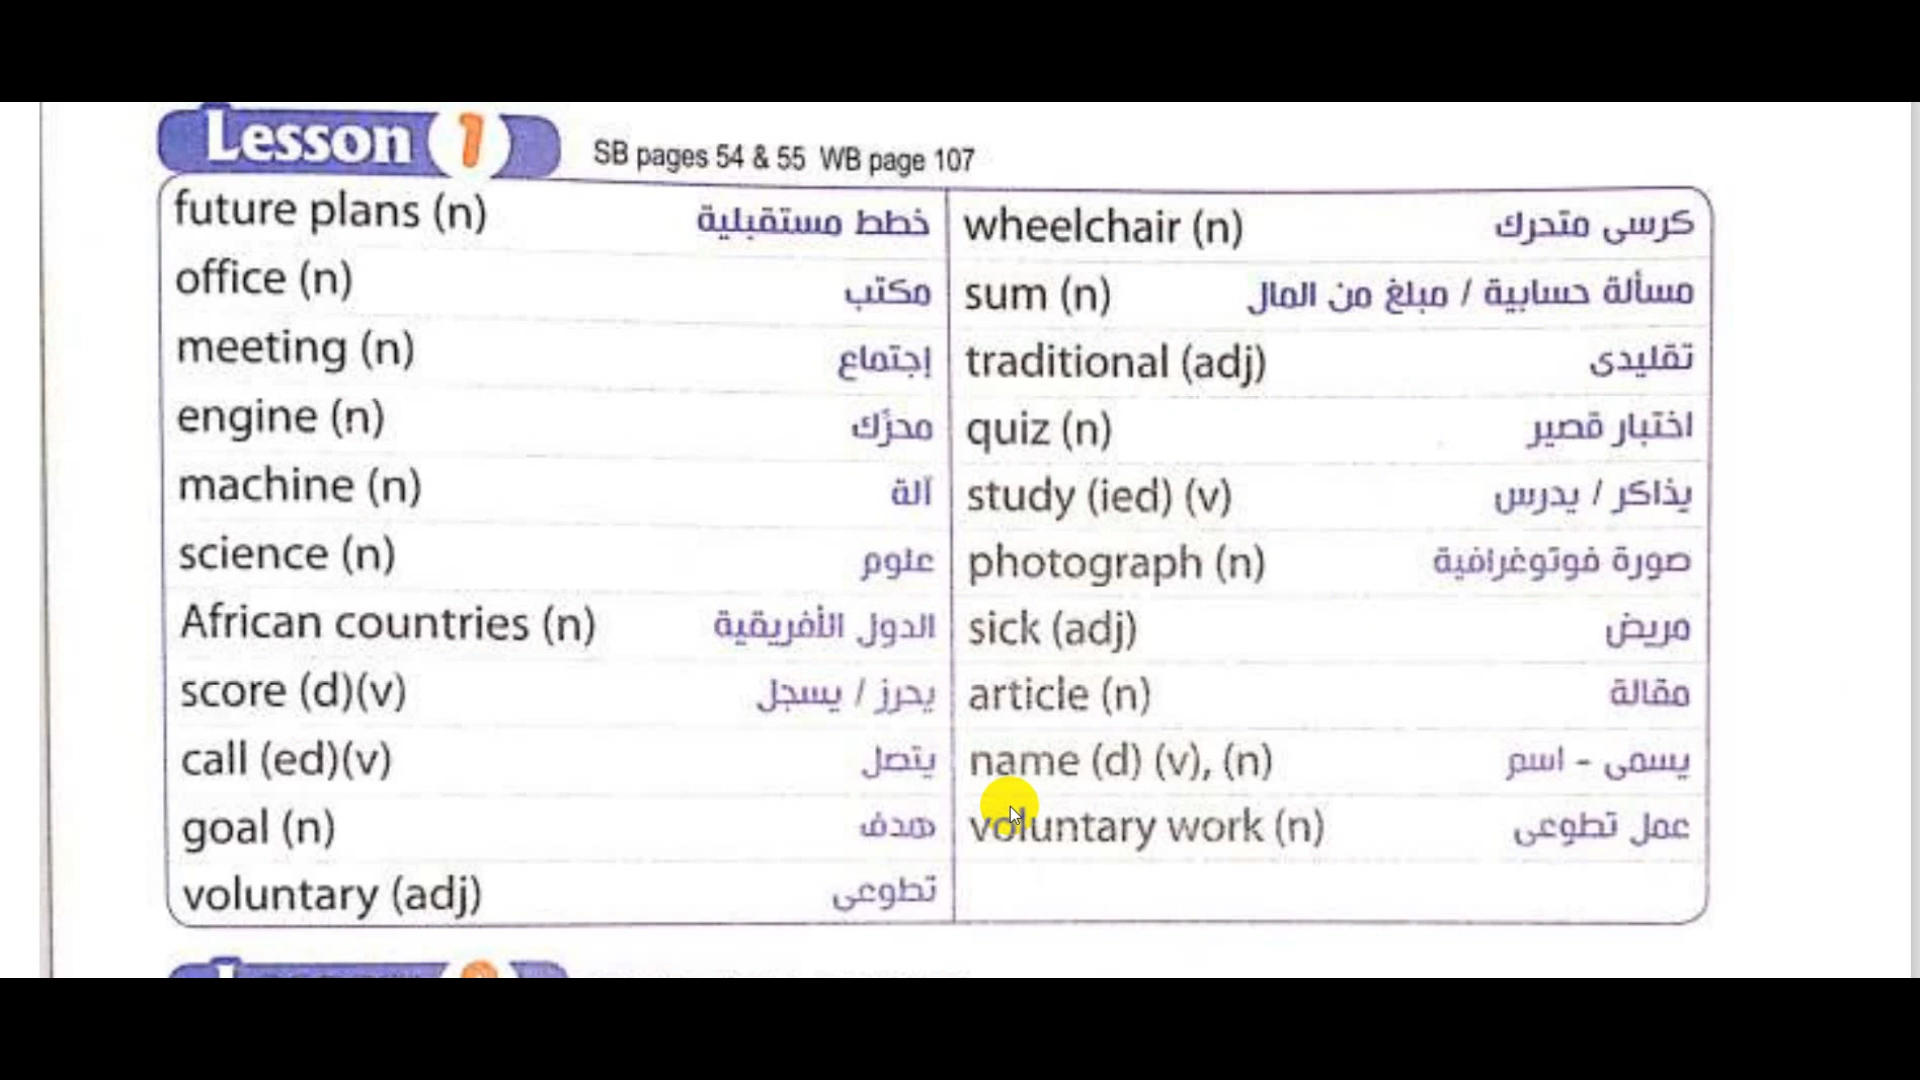 Lesson 1 SB pages 54 & 55 WB page 107
future plans (n) خطط مستقبلية
office (n) مكتب
meeting (n) إجتماع
engine (n) محرَّك
machine (n) آلة
science (n) علوم
African countries (n) الدول الأفريقية
score (d)(v) يحرز / يسجل
call (ed)(v) يتصل
goal (n) هدف
voluntary (adj) تطوعى
wheelchair (n) كرسى متحرك
sum (n) مسألة حسابية / مبلغ من المال
traditional (adj) تقليدى
quiz (n) اختبار قصير
study (ied) (v) يذاكر / يدرس
photograph (n) صورة فوتوغرافية
sick (adj) مريض
article (n) مقالة
name (d) (v), (n) يسمى - اسم
voluntary work (n) عمل تطوعى